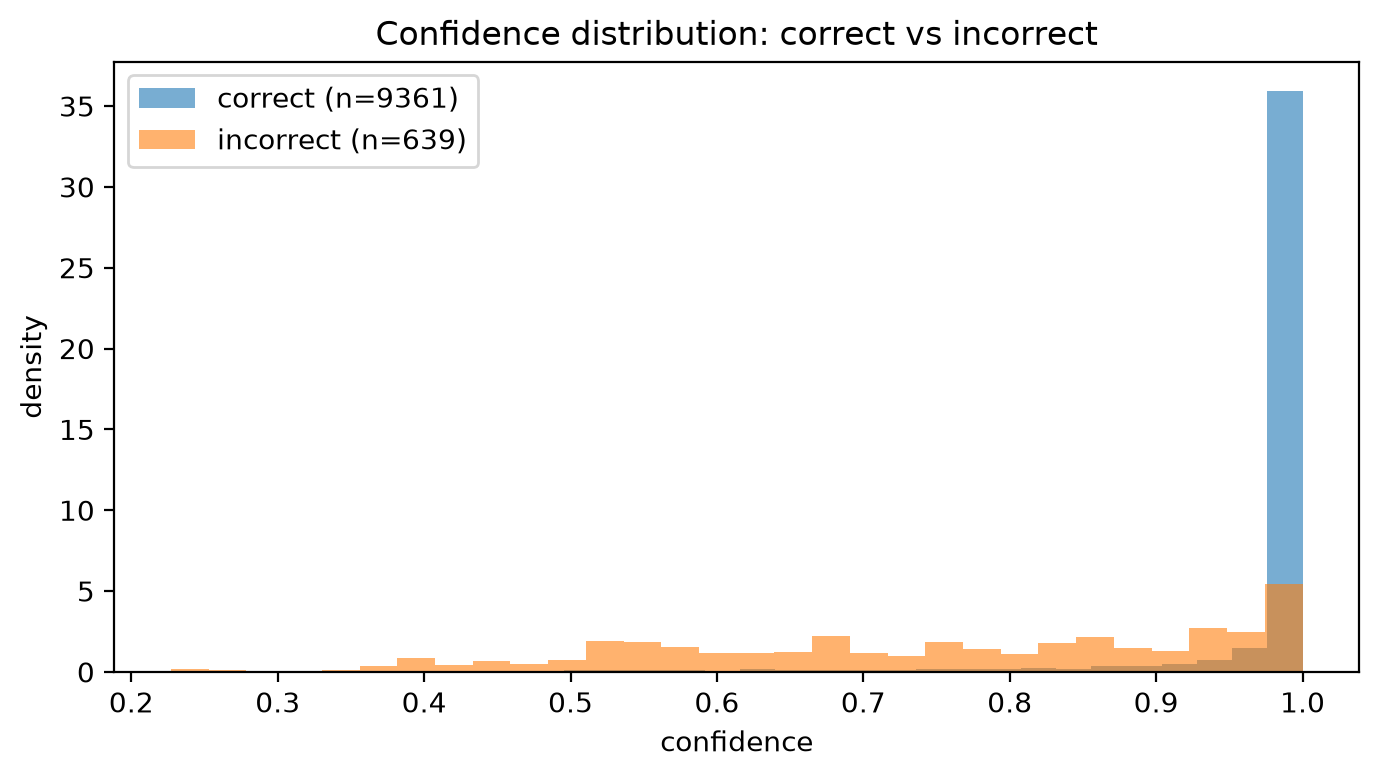 Confidence distribution: correct vs incorrect
correct (n=9361)
incorrect (n=639)
density
35
30
25
20
15
10
5
0
0.2 0.3 0.4 0.5 0.6 0.7 0.8 0.9 1.0
confidence